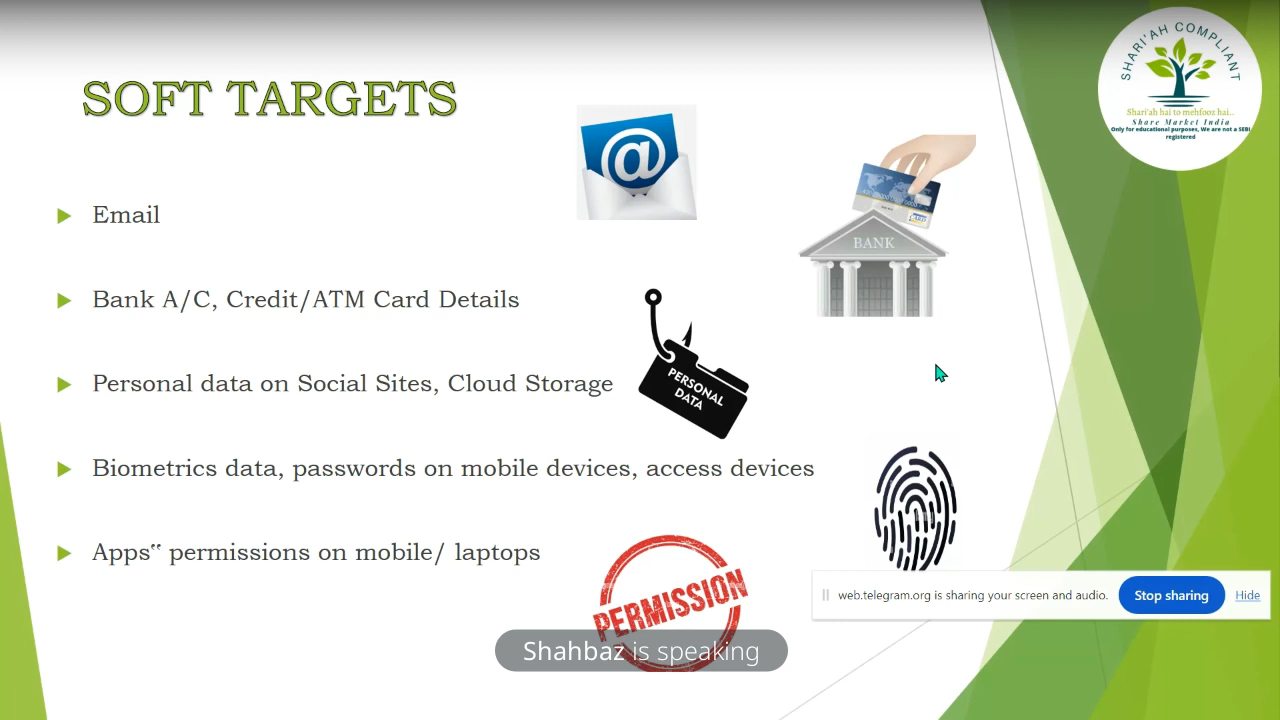 SHARI'AH COMPLIANT
Shari'ah hai to mehfooz hai...
Share Market India
Only for educational purposes, We are not a SEBI
registered
SOFT TARGETS
Email
BANK
Bank A/C, Credit/ATM Card Details
Personal data on Social Sites, Cloud Storage
PERSONAL
DATA
Biometrics data, passwords on mobile devices, access devices
Apps‟ permissions on mobile/ laptops
PERMISSION
web.telegram.org is sharing your screen and audio.
Stop sharing
Hide
Shahbaz is speaking